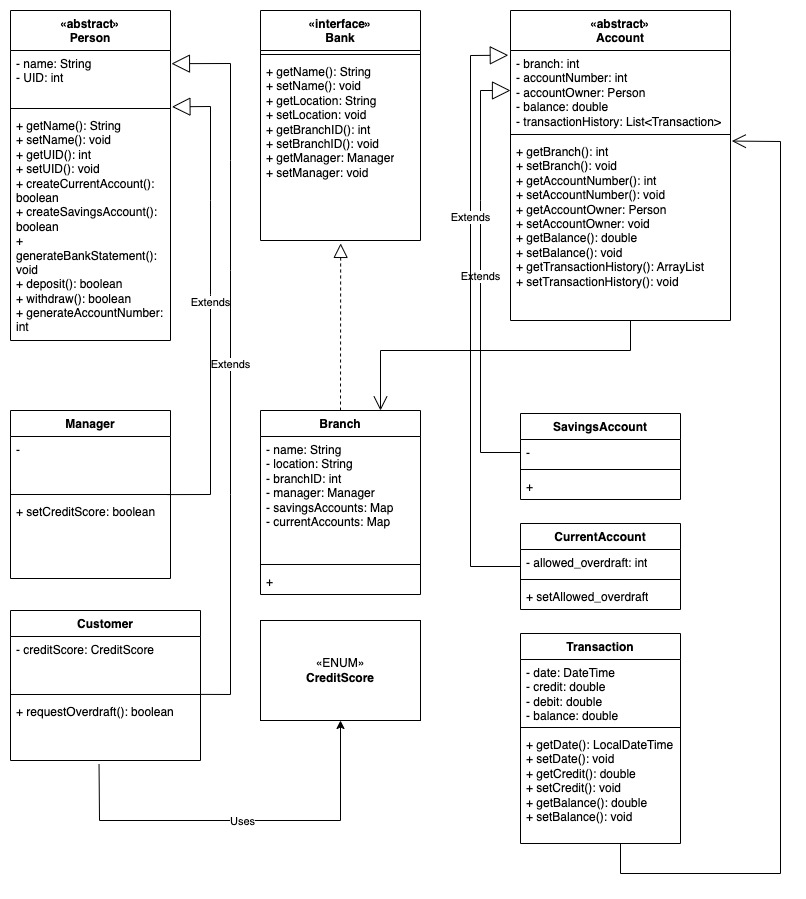 «abstract»
Person
- name: String
- UID: int
+ getName(): String
+ setName(): void
+ getUID(): int
+ setUID(): void
+ createCurrentAccount():
boolean
+ createSavingsAccount():
boolean
+
generateBankStatement():
void
+ deposit(): boolean
+ withdraw(): boolean
+ generateAccountNumber:
int
«interface»
Bank
+ getName(): String
+ setName(): void
+ getLocation: String
+ setLocation: void
+ getBranchID(): int
+ setBranchID(): void
+ getManager: Manager
+ setManager: void
«abstract»
Account
- branch: int
- accountNumber: int
- accountOwner: Person
- balance: double
- transactionHistory: List<Transaction>
+ getBranch(): int
+ setBranch(): void
+ getAccountNumber(): int
+ setAccountNumber(): void
+ getAccountOwner: Person
+ setAccountOwner: void
+ getBalance(): double
+ setBalance(): void
+ getTransactionHistory(): ArrayList
+ setTransactionHistory(): void
Extends
Extends
Extends
Extends
Manager
-
+ setCreditScore: boolean
Branch
- name: String
- location: String
- branchID: int
- manager: Manager
- savingsAccounts: Map
- currentAccounts: Map
+
SavingsAccount
-
+
CurrentAccount
- allowed_overdraft: int
+ setAllowed_overdraft
Customer
- creditScore: CreditScore
+ requestOverdraft(): boolean
«ENUM»
CreditScore
Transaction
- date: DateTime
- credit: double
- debit: double
- balance: double
+ getDate(): LocalDateTime
+ setDate(): void
+ getCredit(): double
+ setCredit(): void
+ getBalance(): double
+ setBalance(): void
Uses